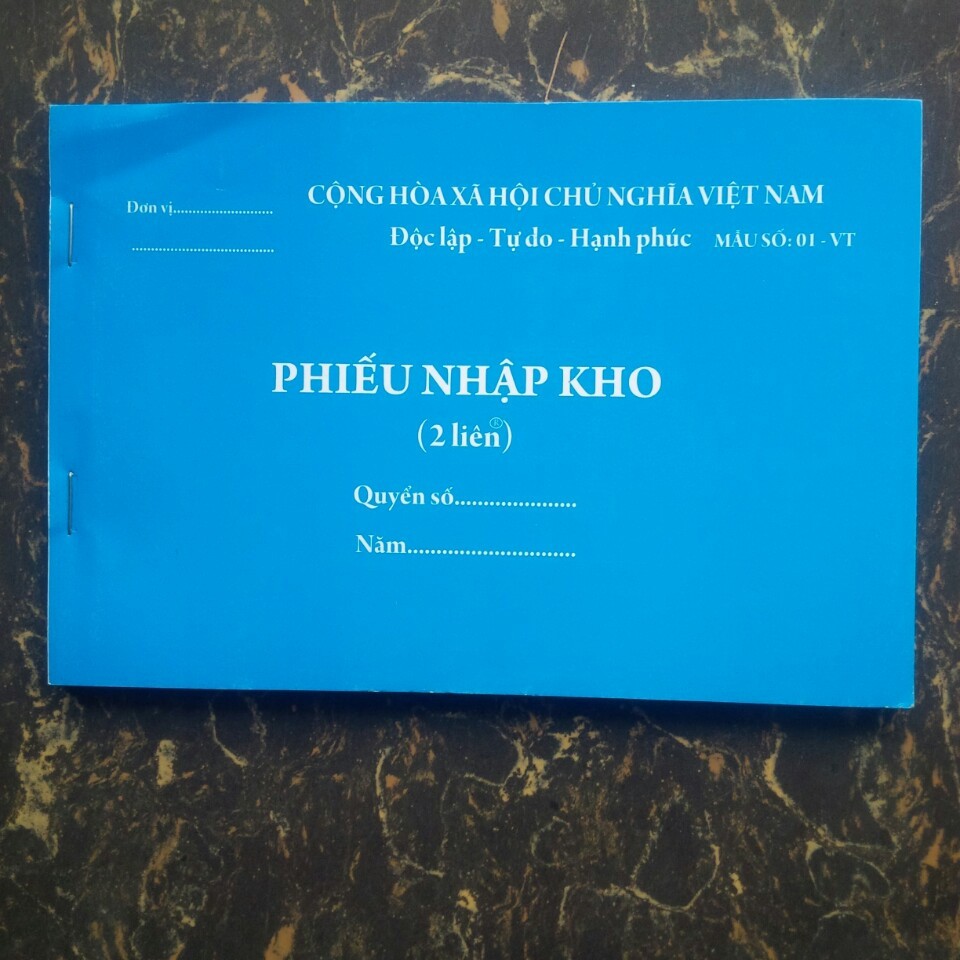 Đơn vị..........................
CỘNG HÒA XÃ HỘI CHỦ NGHĨA VIỆT NAM
.....................................
Độc lập - Tự do - Hạnh phúc MẪU SỐ: 01 - VT
PHIẾU NHẬP KHO
(2 liên)
®
Quyển số.....................
Năm.............................